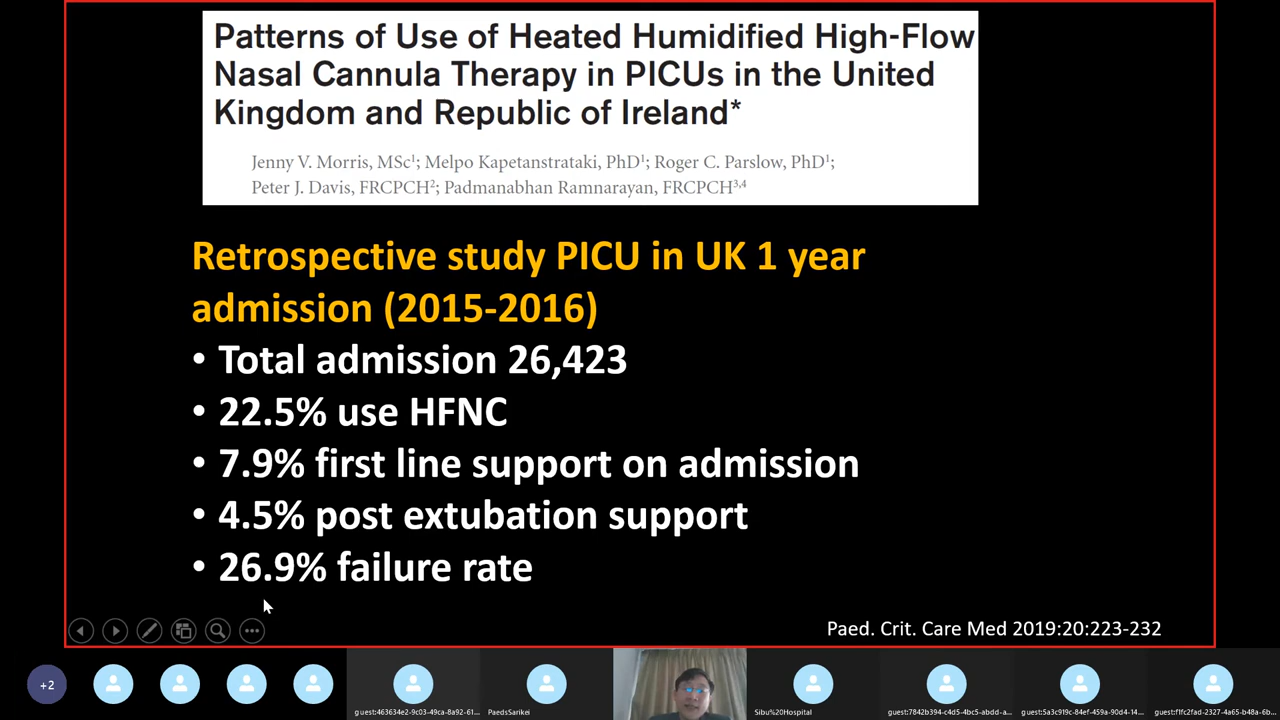 Patterns of Use of Heated Humidified High-Flow
Nasal Cannula Therapy in PICUs in the United
Kingdom and Republic of Ireland*
Jenny V. Morris, MSc1; Melpo Kapetanstrataki, PhD1; Roger C. Parslow, PhD1;
Peter J. Davis, FRCPCH2; Padmanabhan Ramnarayan, FRCPCH3,4
Retrospective study PICU in UK 1 year
admission (2015-2016)
• Total admission 26,423
• 22.5% use HFNC
• 7.9% first line support on admission
• 4.5% post extubation support
• 26.9% failure rate
Paed. Crit. Care Med 2019:20:223-232
+2
guest:463634e2-9c03-49ca-8a92-61...
PaedsSarikei
Sibu%20Hospital
guest:7842b394-c4d5-4bc5-abdd-a...
guest:5a3c919c-84ef-459a-90d4-14...
guest:f1fc2fad-2327-4a65-b48a-6b...